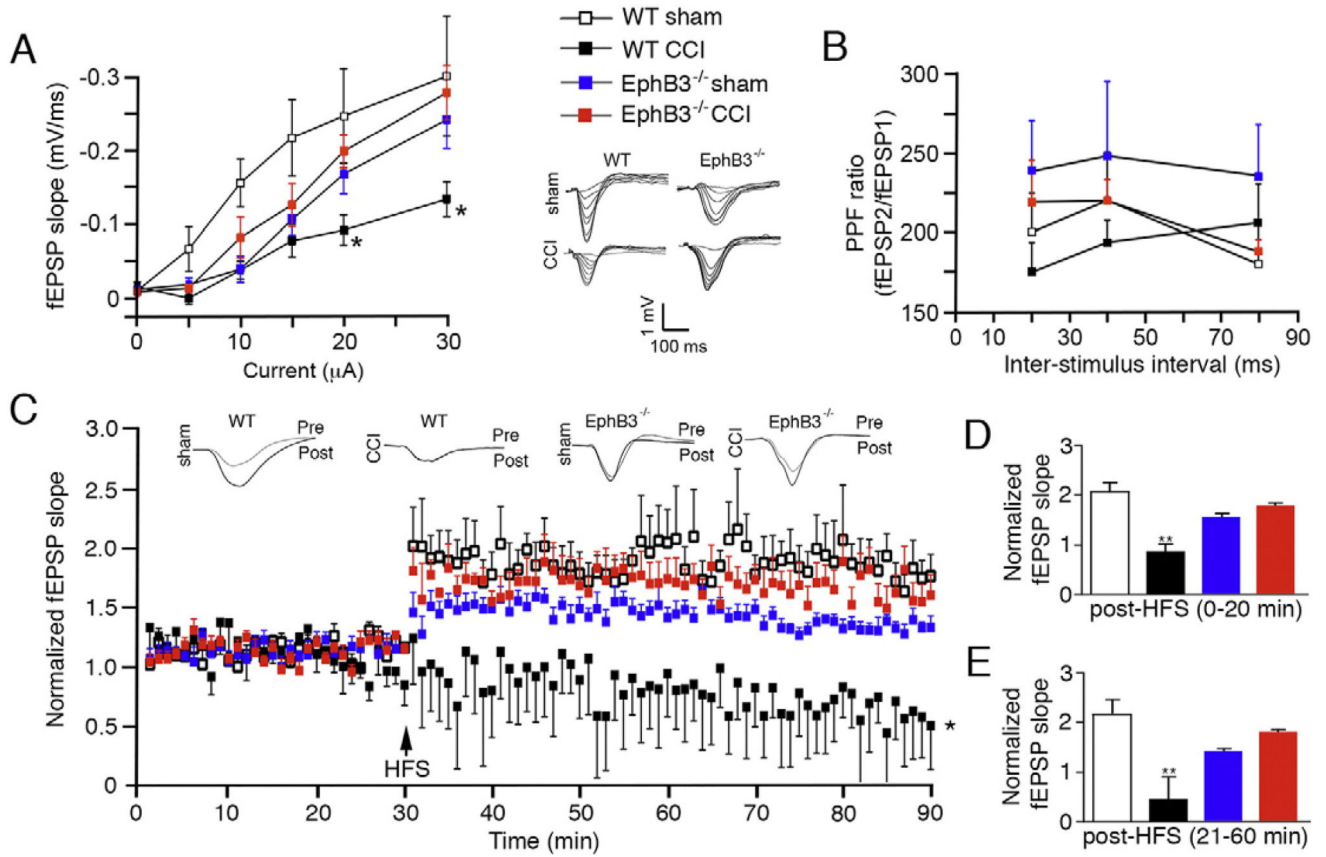 A
fEPSP slope (mV/ms)
-0.3
-0.2
-0.1
0
*
*
0
10
20
30
Current (μA)
WT sham
WT CCI
EphB3-/- sham
EphB3-/- CCI
WT
EphB3-/-
sham
CCI
1 mV
100 ms
B
PPF ratio
(fEPSP2/fEPSP1)
300
250
200
150
0
10
30
50
70
90
Inter-stimulus interval (ms)
C
Normalized fEPSP slope
3.0
2.5
2.0
1.5
1.0
0.5
0
sham
WT
Pre
Post
CCI
WT
Pre
Post
sham
EphB3-/-
Pre
Post
CCI
EphB3-/-
Pre
Post
HFS
*
0
10
20
30
40
50
60
70
80
90
Time (min)
D
Normalized
fEPSP slope
3
2
1
0
**
post-HFS (0-20 min)
E
Normalized
fEPSP slope
3
2
1
0
**
post-HFS (21-60 min)